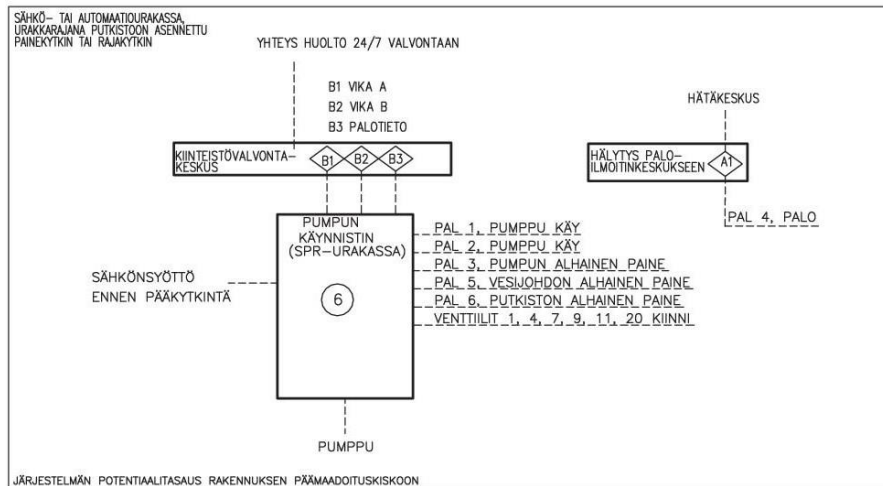 SÄHKÖ- TAI AUTOMAATIOURAKASSA,
URAKKARAJANA PUTKISTOON ASENNETTU
PAINEKYTKIN TAI RAJAKYTKIN
YHTEYS HUOLTO 24/7 VALVONTAAN
B1 VIKA A
B2 VIKA B
B3 PALOTIETO
HÄTÄKESKUS
KIINTEISTÖVALVONTA-
KESKUS
B1
B2
B3
HÄLYTYS PALO-
ILMOITINKESKUKSEEN
A1
PAL 4, PALO
PUMPUN
KÄYNNISTIN
(SPR-URAKASSA)
6
PAL 1, PUMPPU KÄY
PAL 2, PUMPPU KÄY
PAL 3, PUMPUN ALHAINEN PAINE
PAL 5, VESIJOHDON ALHAINEN PAINE
PAL 6, PUTKISTON ALHAINEN PAINE
VENTTIILIT 1, 4, 7, 9, 11, 20 KIINNI
SÄHKÖNSYÖTTÖ
ENNEN PÄÄKYTKINTÄ
PUMPPU
JÄRJESTELMÄN POTENTIAALITASAUS RAKENNUKSEN PÄÄMAADOITUSKISKOON